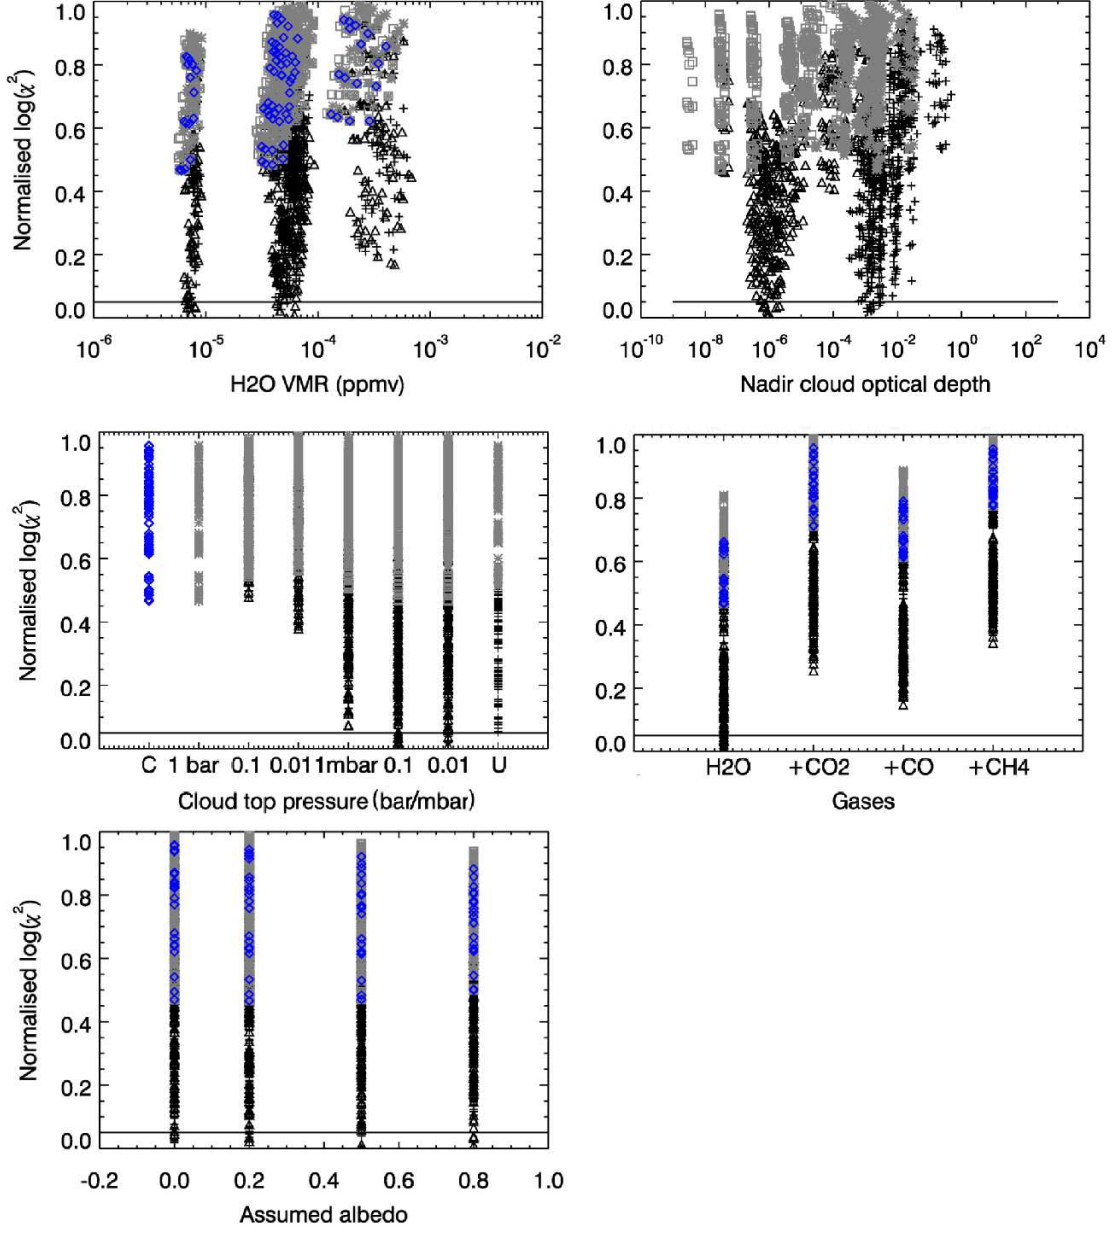 Normalised log(χ²)
1.0
0.8
0.6
0.4
0.2
0.0
10⁻⁶ 10⁻⁵ 10⁻⁴ 10⁻³ 10⁻²
H2O VMR (ppmv)
1.0
0.8
0.6
0.4
0.2
0.0
10⁻¹⁰ 10⁻⁸ 10⁻⁶ 10⁻⁴ 10⁻² 10⁰ 10² 10⁴
Nadir cloud optical depth
Normalised log(χ²)
1.0
0.8
0.6
0.4
0.2
0.0
C 1 bar 0.1 0.011mbar 0.1 0.01 U
Cloud top pressure (bar/mbar)
1.0
0.8
0.6
0.4
0.2
0.0
H2O +CO2 +CO +CH4
Gases
Normalised log(χ²)
1.0
0.8
0.6
0.4
0.2
0.0
-0.2 0.0 0.2 0.4 0.6 0.8 1.0
Assumed albedo